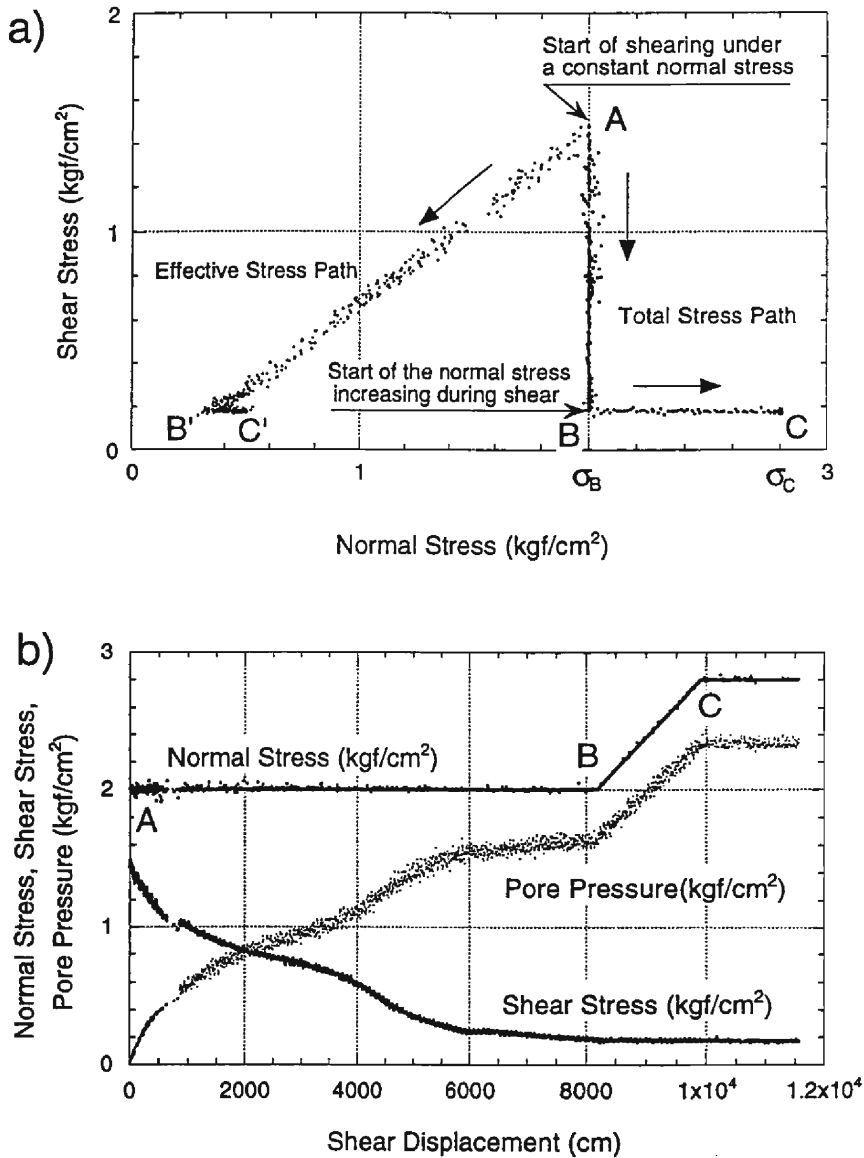 a)
2
Start of shearing under
a constant normal stress
A
Shear Stress (kgf/cm²)
1
Effective Stress Path
Total Stress Path
Start of the normal stress
increasing during shear
B' C' B C
0
0 1 σB σC 3
Normal Stress (kgf/cm²)
b)
3
C
B
Normal Stress (kgf/cm²)
2
A
Normal Stress, Shear Stress,
Pore Pressure (kgf/cm²)
Pore Pressure(kgf/cm²)
1
Shear Stress (kgf/cm²)
0
0 2000 4000 6000 8000 1x10⁴ 1.2x10⁴
Shear Displacement (cm)